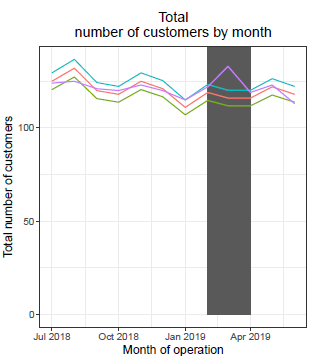 Total
number of customers by month
Total number of customers
100
50
0
Jul 2018 Oct 2018 Jan 2019 Apr 2019
Month of operation